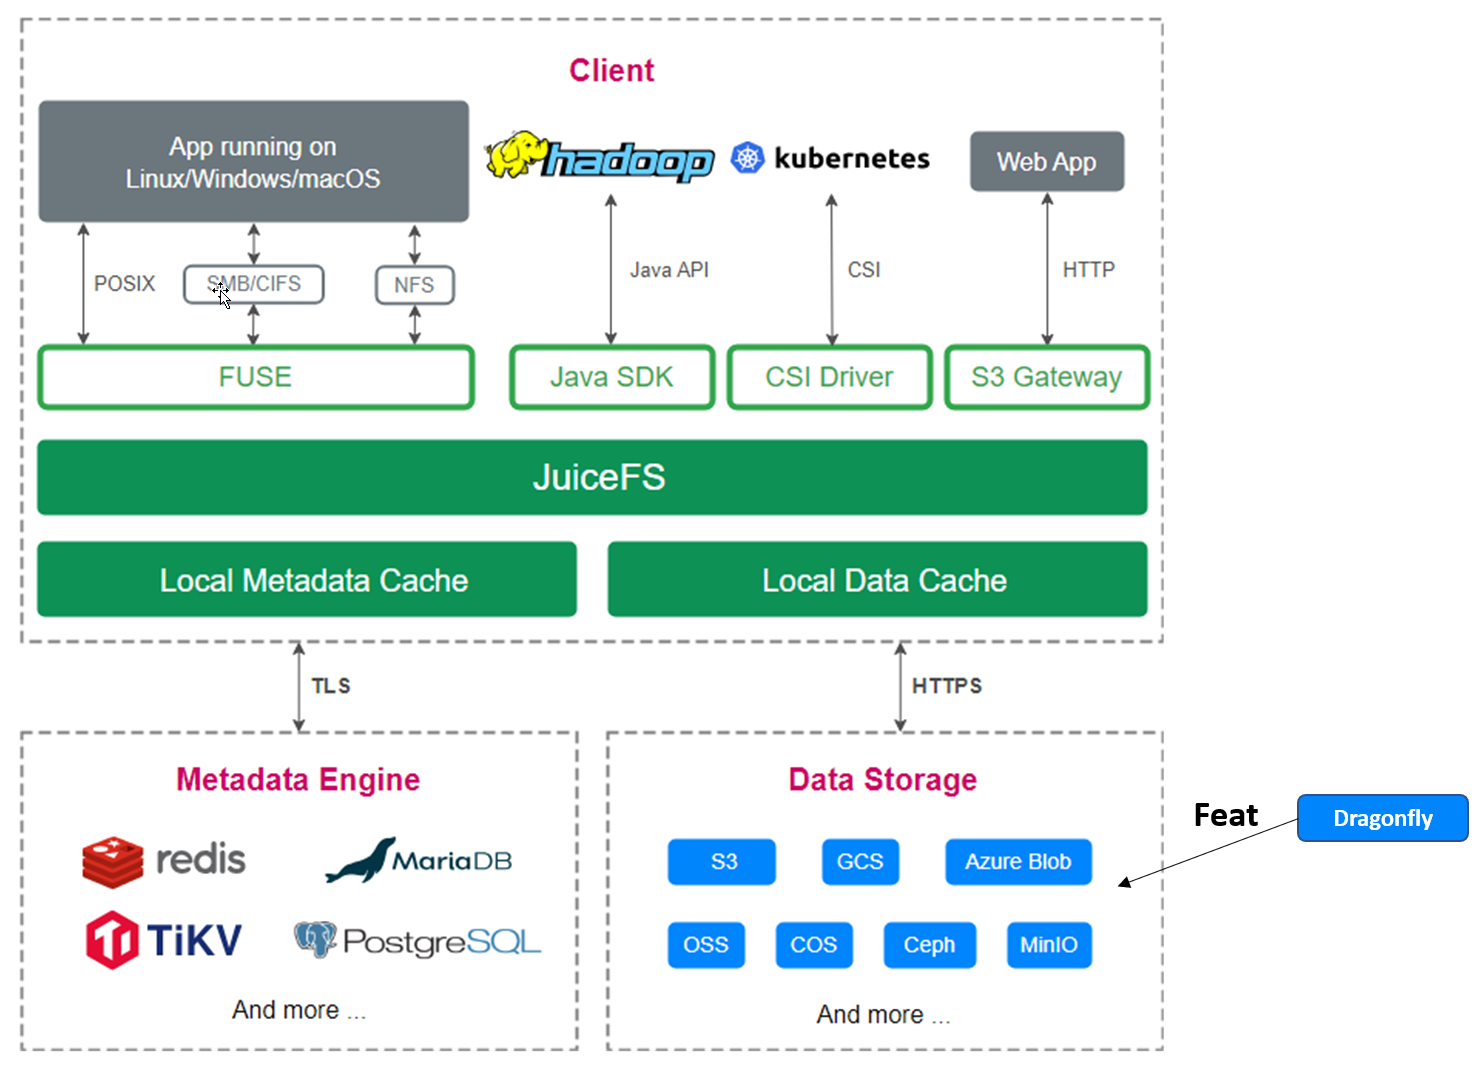 Client
App running on
Linux/Windows/macOS
hadoop
kubernetes
Web App
POSIX
SMB/CIFS
NFS
Java API
CSI
HTTP
FUSE
Java SDK
CSI Driver
S3 Gateway
JuiceFS
Local Metadata Cache
Local Data Cache
TLS
HTTPS
Metadata Engine
redis
MariaDB
TiKV
PostgreSQL
And more ...
Data Storage
S3
GCS
Azure Blob
OSS
COS
Ceph
MinIO
And more ...
Feat
Dragonfly